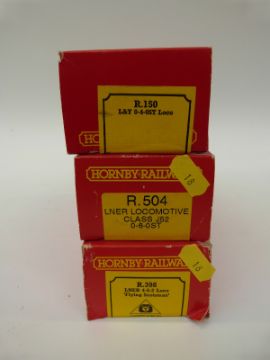 R.150
L&Y 0-4-0ST Loco
HORNBY RAILWAYS
HORNBY-RAILWAYS
R.504
LNER LOCOMOTIVE
CLASS J52
0-6-0ST
18
HORNBY-RAILWAYS
LNER 4-6-2 Loco
'Flying Scotsman'
16